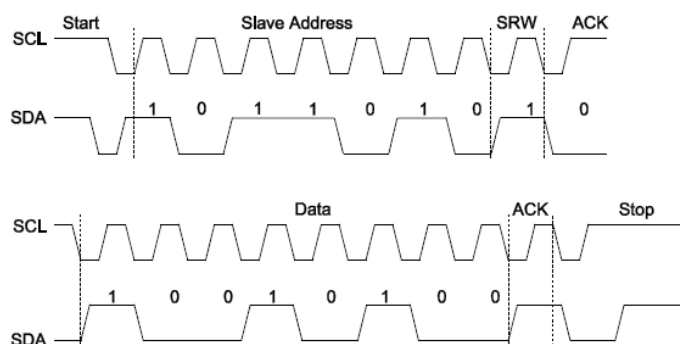 Start Slave Address SRW ACK
SCL
1 0 1 1 0 1 0 1 0
SDA
Data ACK Stop
SCL
1 0 0 1 0 1 0 0
SDA